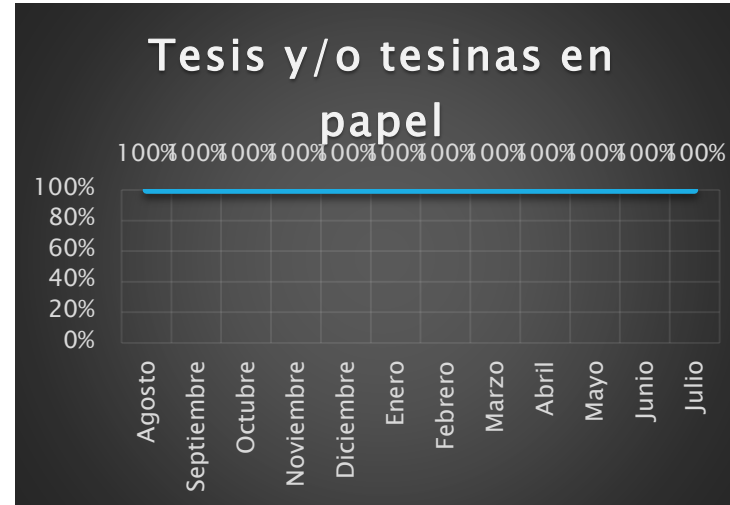 Tesis y/o tesinas en
papel
100% 100% 100% 100% 100% 100% 100% 100% 100% 100% 100% 100%
100%
80%
60%
40%
20%
0%
Agosto
Septiembre
Octubre
Noviembre
Diciembre
Enero
Febrero
Marzo
Abril
Mayo
Junio
Julio